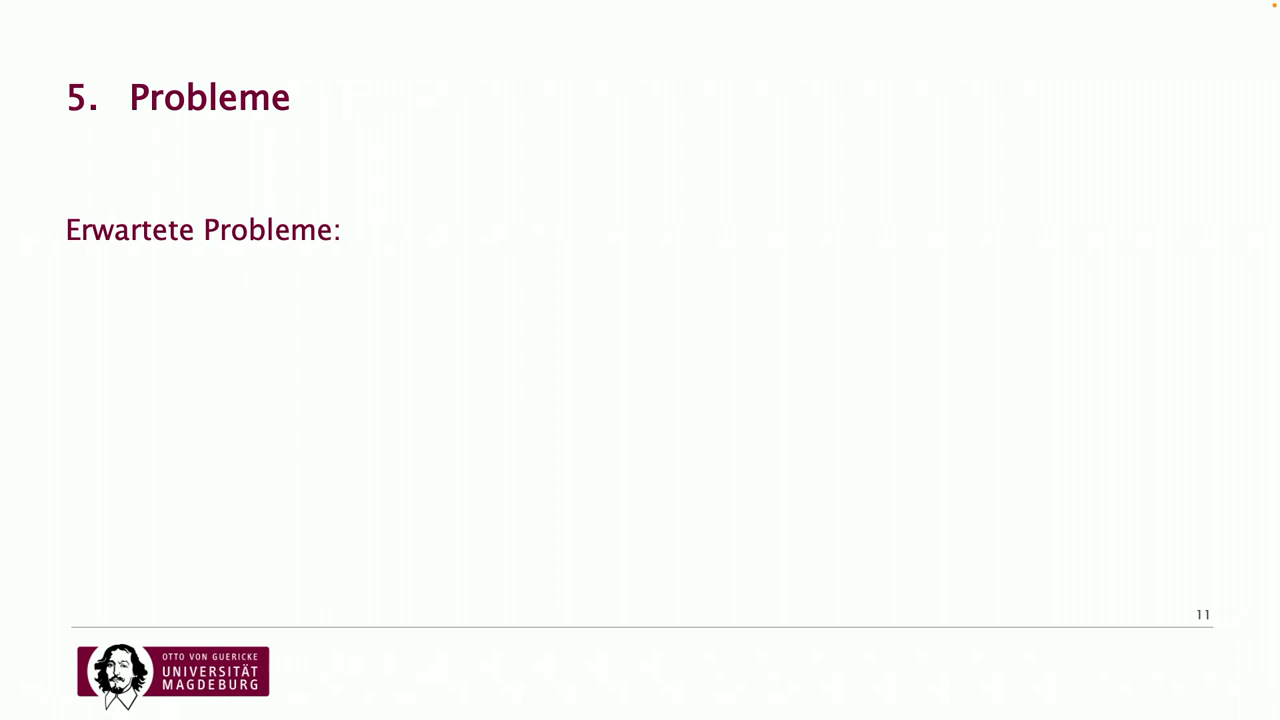 5. Probleme
Erwartete Probleme:
11
OTTO VON GUERICKE
UNIVERSITÄT
MAGDEBURG